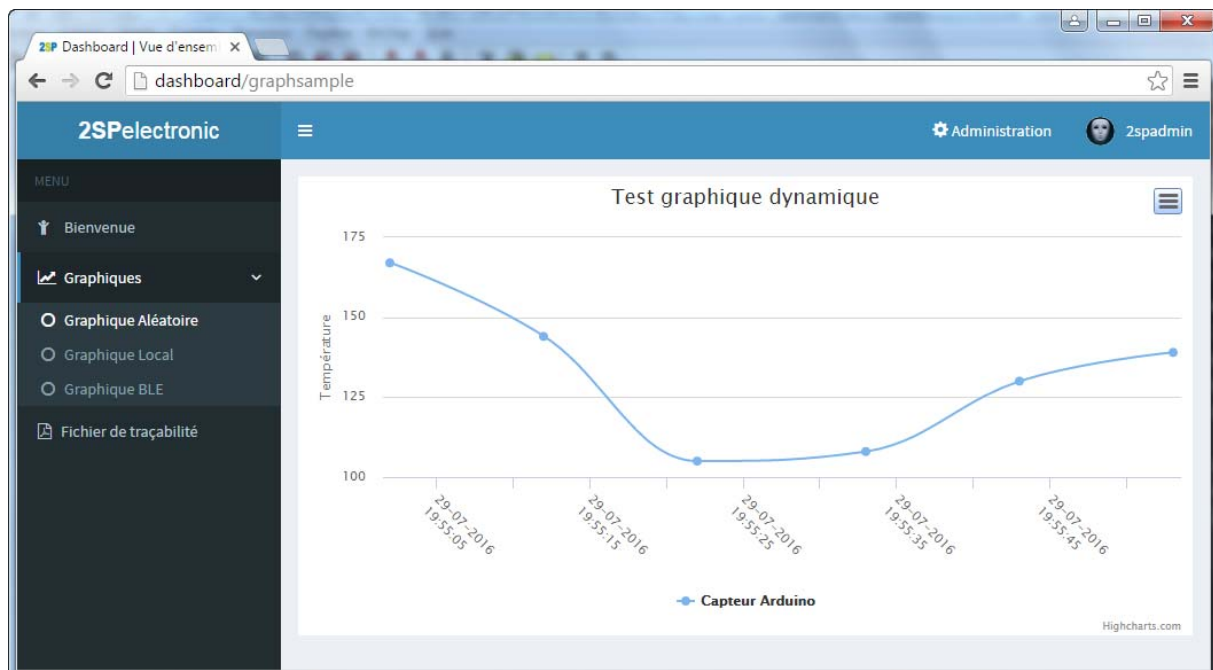 2SP Dashboard | Vue d'ensem
dashboard/graphsample
2SPelectronic
Administration
2spadmin
MENU
Bienvenue
Graphiques
Graphique Aléatoire
Graphique Local
Graphique BLE
Fichier de traçabilité
Test graphique dynamique
Température
175
150
125
100
29-07-2016
19:55:05
29-07-2016
19:55:15
29-07-2016
19:55:25
29-07-2016
19:55:35
29-07-2016
19:55:45
Capteur Arduino
Highcharts.com